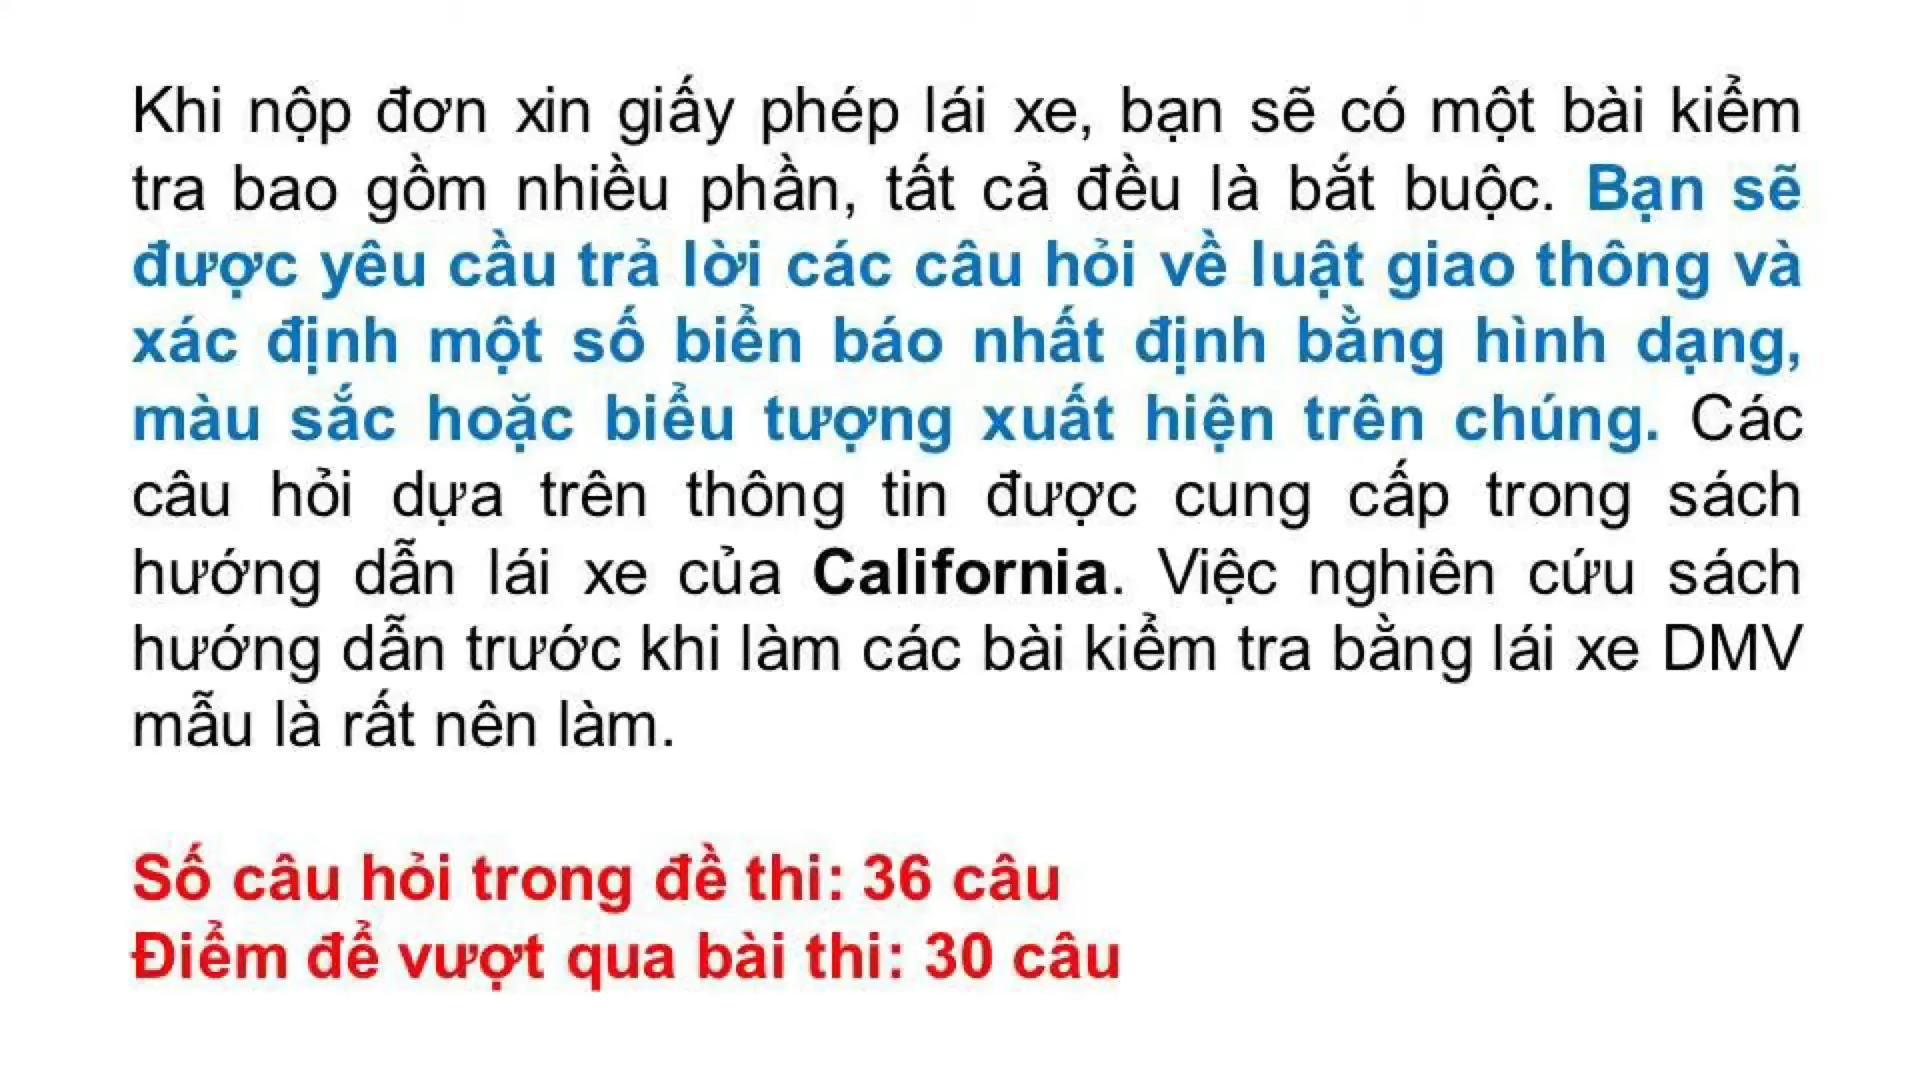 Khi nộp đơn xin giấy phép lái xe, bạn sẽ có một bài kiểm
tra bao gồm nhiều phần, tất cả đều là bắt buộc. Bạn sẽ
được yêu cầu trả lời các câu hỏi về luật giao thông và
xác định một số biển báo nhất định bằng hình dạng,
màu sắc hoặc biểu tượng xuất hiện trên chúng. Các
câu hỏi dựa trên thông tin được cung cấp trong sách
hướng dẫn lái xe của California. Việc nghiên cứu sách
hướng dẫn trước khi làm các bài kiểm tra bằng lái xe DMV
mẫu là rất nên làm.
Số câu hỏi trong đề thi: 36 câu
Điểm để vượt qua bài thi: 30 câu